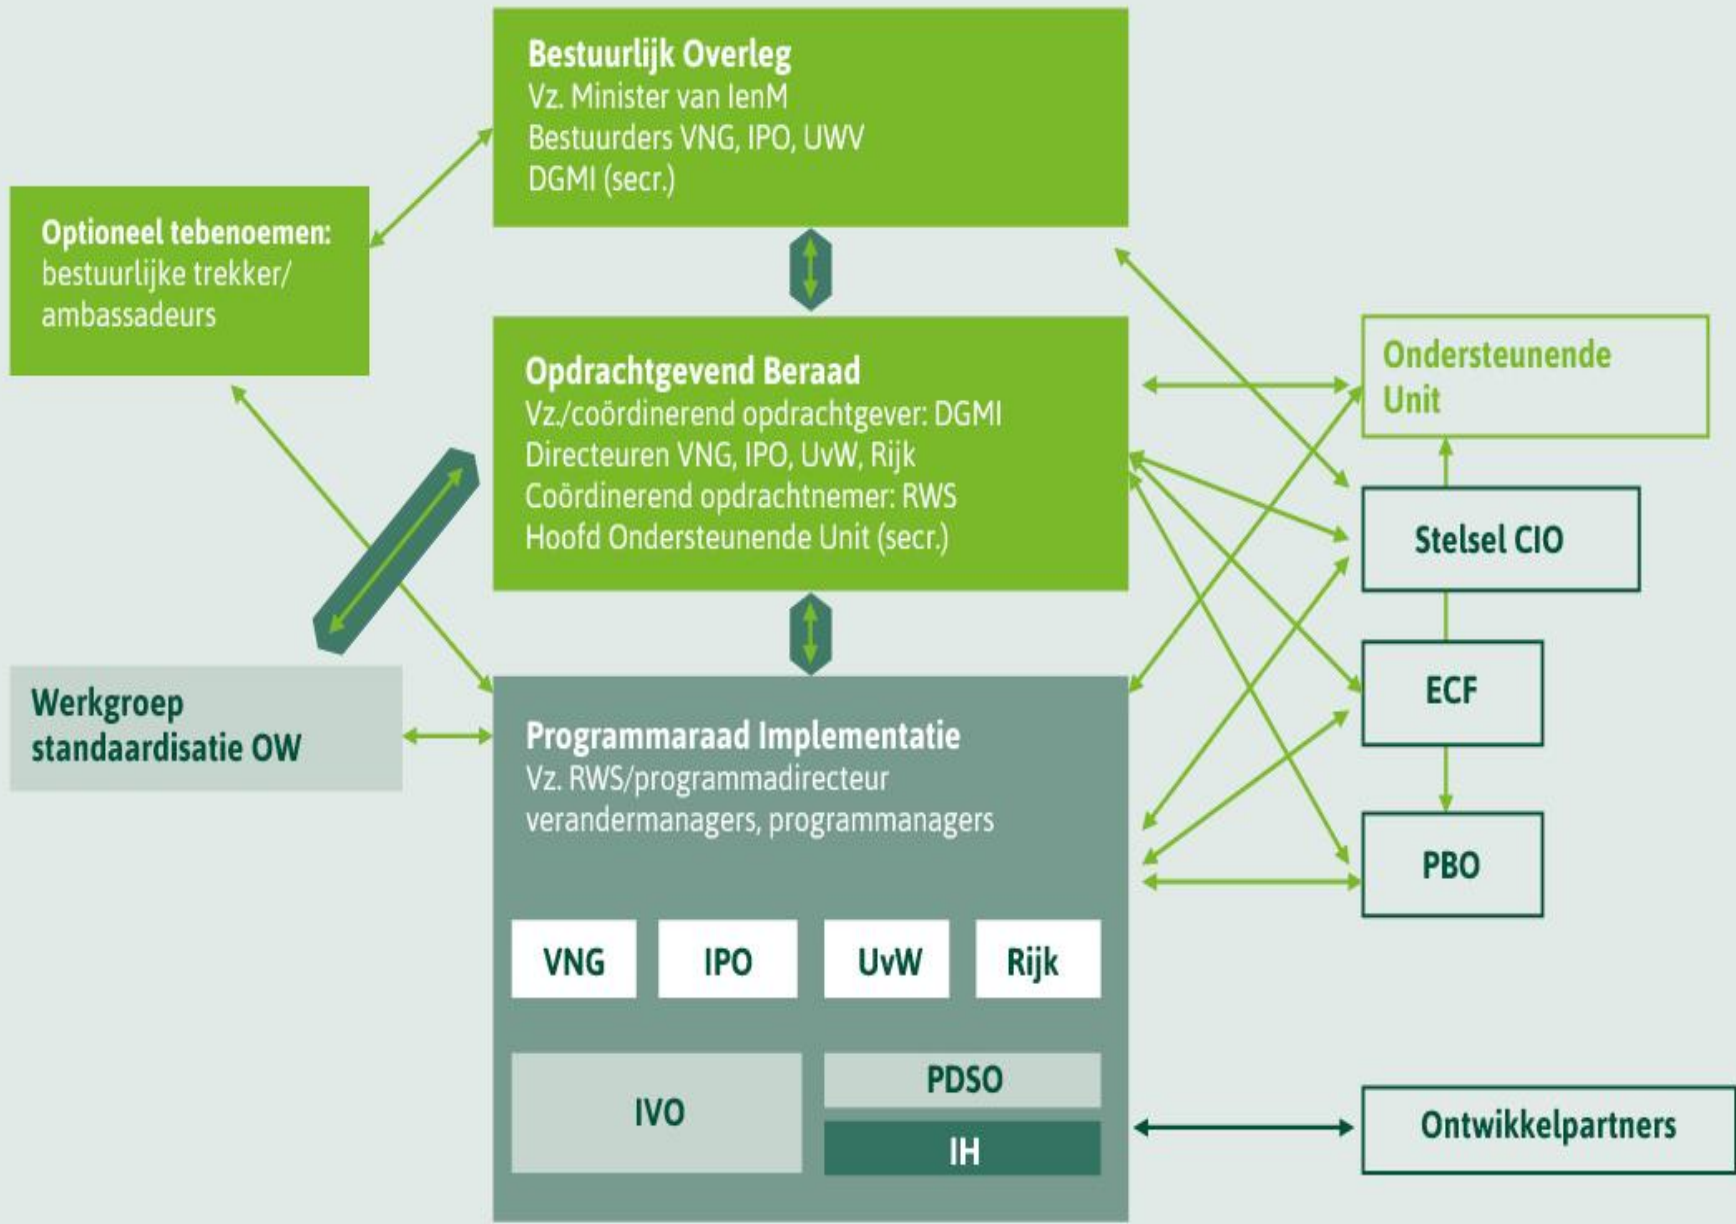 Bestuurlijk Overleg
Vz. Minister van IenM
Bestuurders VNG, IPO, UWV
DGMI (secr.)
Optioneel tebenoemen:
bestuurlijke trekker/
ambassadeurs
Opdrachtgevend Beraad
Vz./coördinerend opdrachtgever: DGMI
Directeuren VNG, IPO, UvW, Rijk
Coördinerend opdrachtnemer: RWS
Hoofd Ondersteunende Unit (secr.)
Ondersteunende
Unit
Stelsel CIO
ECF
PBO
Werkgroep
standaardisatie OW
Programmaraad Implementatie
Vz. RWS/programmadirecteur
verandermanagers, programmanagers
VNG
IPO
UvW
Rijk
IVO
PDSO
IH
Ontwikkelpartners